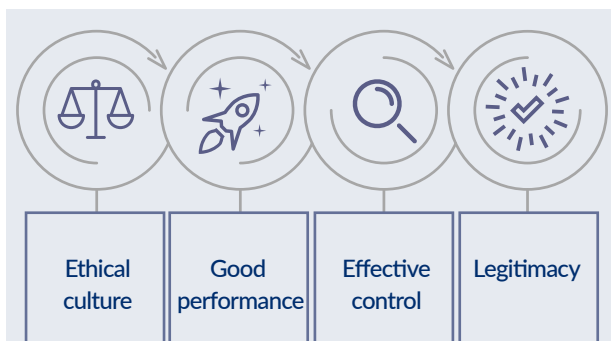 Ethical
culture
Good
performance
Effective
control
Legitimacy